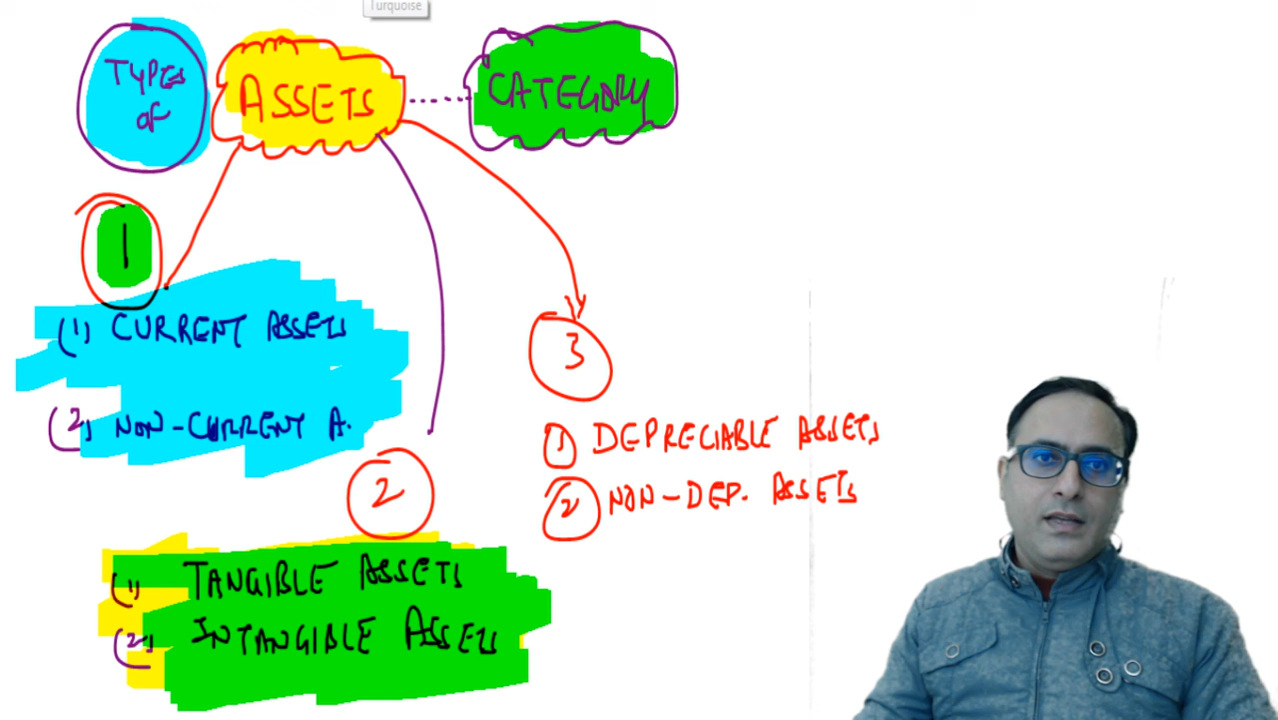 Turquoise
TYPES
OF
ASSETS
CATEGORY
1
(1) CURRENT ASSETS
(2) NON-CURRENT A.
2
(1) TANGIBLE ASSETS
(2) INTANGIBLE ASSETS
3
1 DEPRECIABLE ASSETS
2 NON-DEP. ASSETS